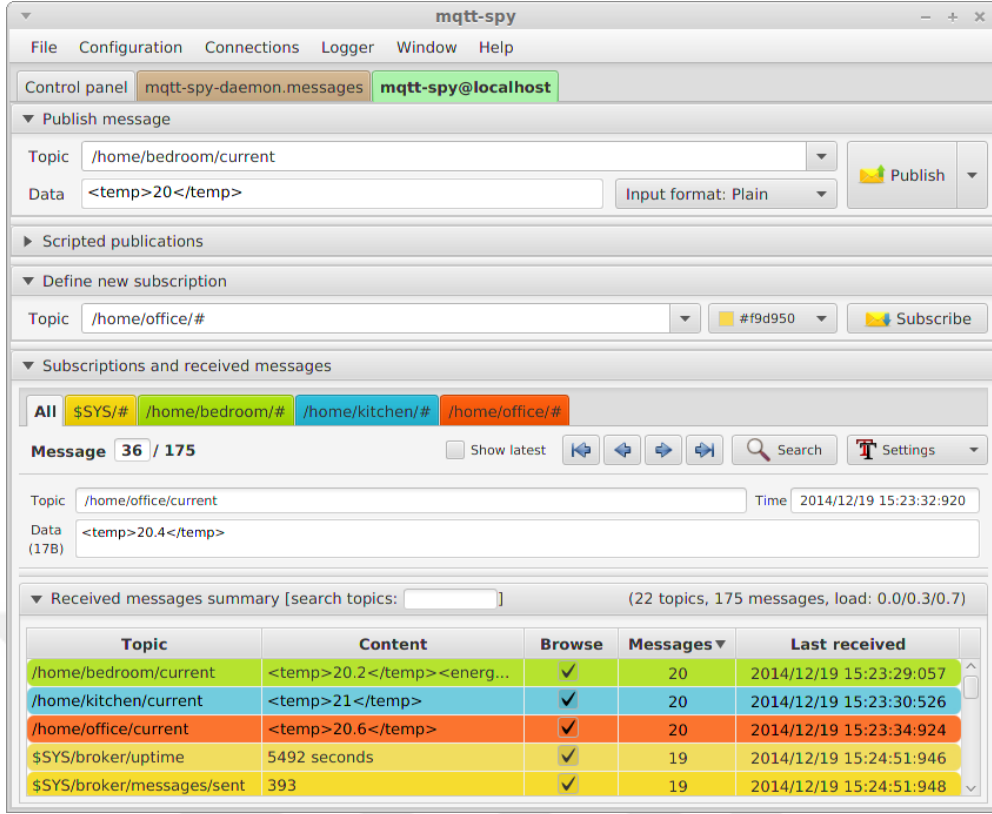 mqtt-spy
File Configuration Connections Logger Window Help
Control panel mqtt-spy-daemon.messages mqtt-spy@localhost
Publish message
Topic /home/bedroom/current
Publish
Data <temp>20</temp> Input format: Plain
Scripted publications
Define new subscription
Topic /home/office/# #f9d950 Subscribe
Subscriptions and received messages
All $SYS/# /home/bedroom/# /home/kitchen/# /home/office/#
Message 36 / 175 Show latest Search Settings
Topic /home/office/current Time 2014/12/19 15:23:32:920
Data <temp>20.4</temp>
(17B)
Received messages summary [search topics: ] (22 topics, 175 messages, load: 0.0/0.3/0.7)
Topic Content Browse Messages Last received
/home/bedroom/current <temp>20.2</temp><energ... 20 2014/12/19 15:23:29:057
/home/kitchen/current <temp>21</temp> 20 2014/12/19 15:23:30:526
/home/office/current <temp>20.6</temp> 20 2014/12/19 15:23:34:924
$SYS/broker/uptime 5492 seconds 19 2014/12/19 15:24:51:946
$SYS/broker/messages/sent 393 19 2014/12/19 15:24:51:948